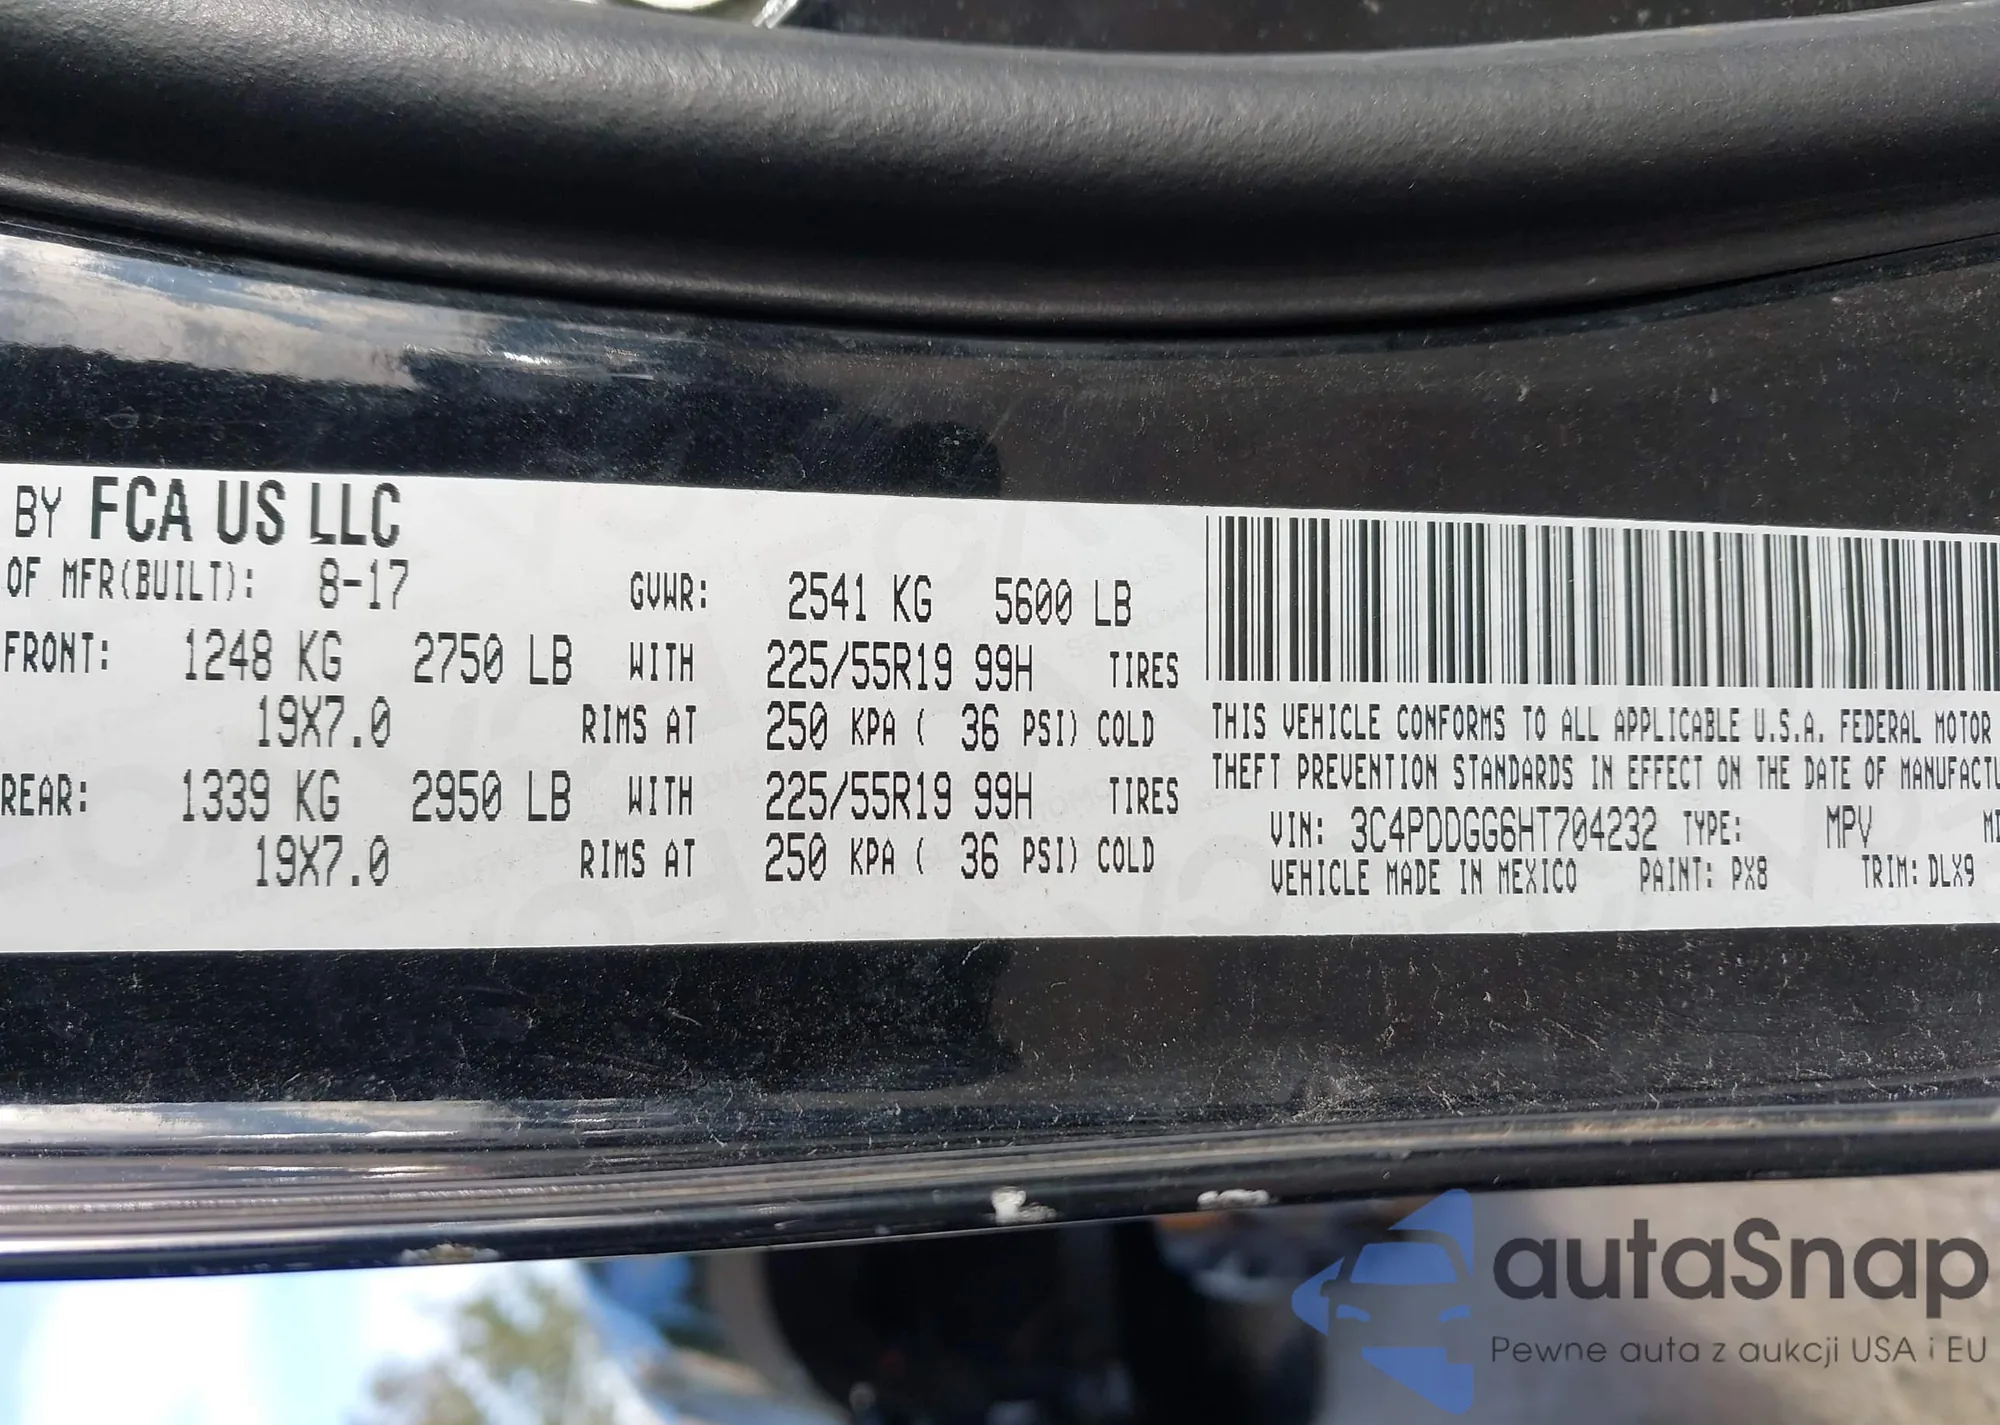 BY FCA US LLC
OF MFR(BUILT): 8-17 GVWR: 2541 KG 5600 LB
FRONT: 1248 KG 2750 LB WITH 225/55R19 99H TIRES
19X7.0 RIMS AT 250 KPA ( 36 PSI) COLD
REAR: 1339 KG 2950 LB WITH 225/55R19 99H TIRES
19X7.0 RIMS AT 250 KPA ( 36 PSI) COLD
THIS VEHICLE CONFORMS TO ALL APPLICABLE U.S.A. FEDERAL MOTOR
THEFT PREVENTION STANDARDS IN EFFECT ON THE DATE OF MANUFACTU
VIN: 3C4PDDGG6HT704232 TYPE: MPV
VEHICLE MADE IN MEXICO PAINT: PX8 TRIM: DLX9
autaSnap
Pewne auta z aukcji USA i EU